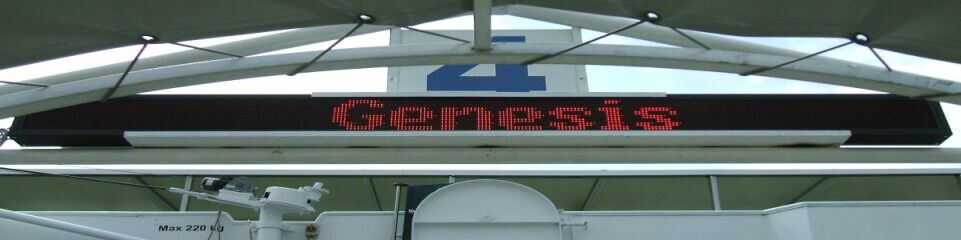 4
Genesis
Max 220 kg